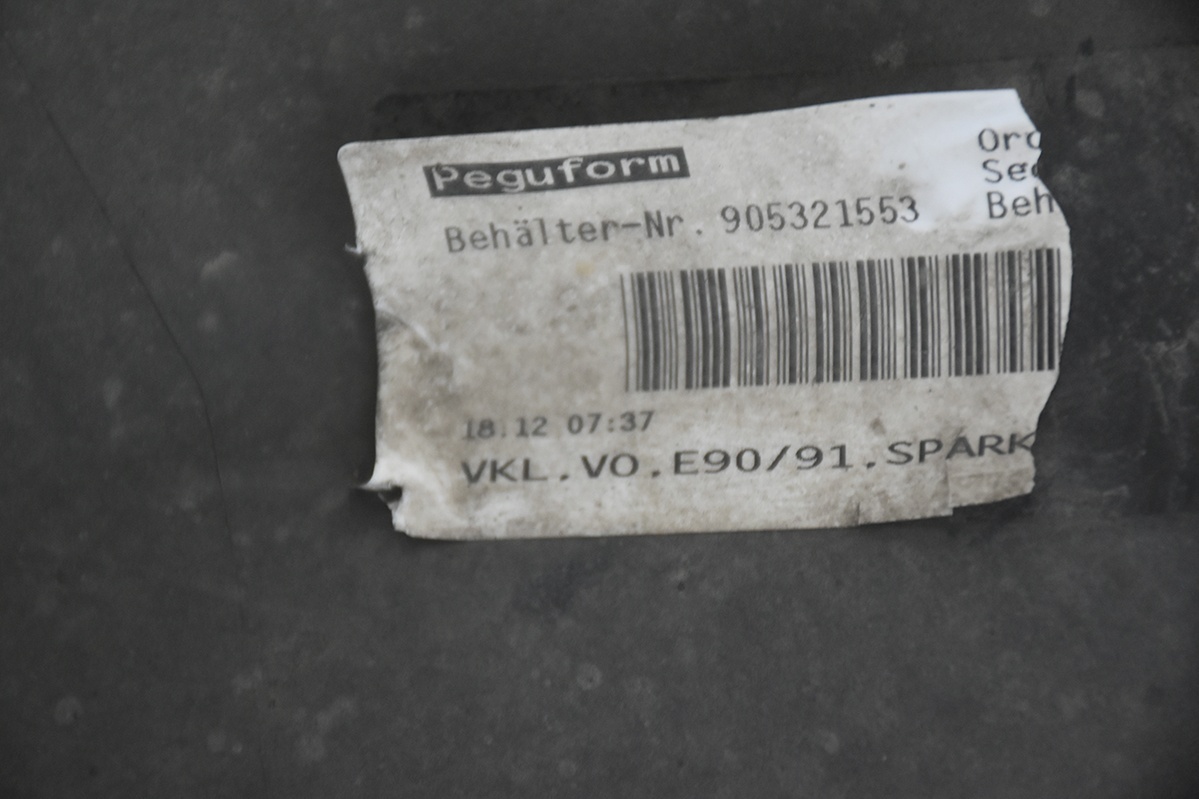 Peguform
Behälter-Nr. 905321553
18.12 07:37
VKL.VO.E90/91.SPARK